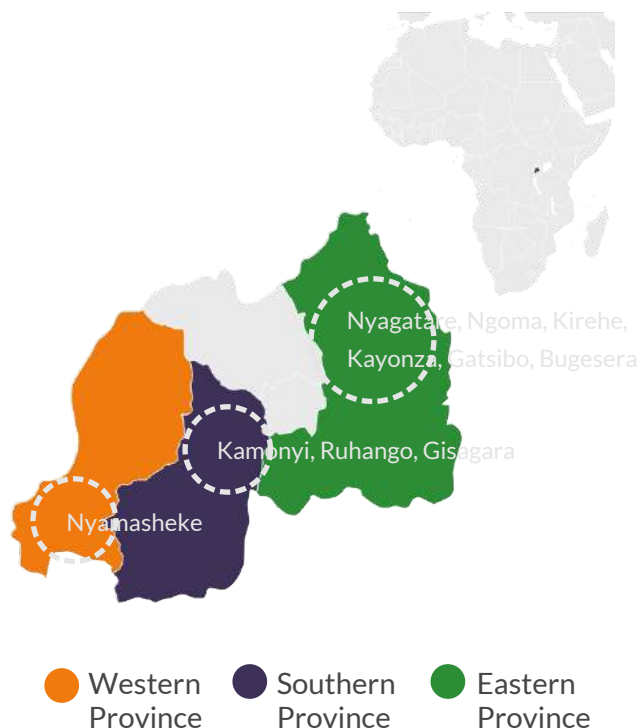 Nyagatare, Ngoma, Kirehe,
Kayonza, Gatsibo, Bugesera
Kamonyi, Ruhango, Gisagara
Nyamasheke
Western
Province
Southern
Province
Eastern
Province